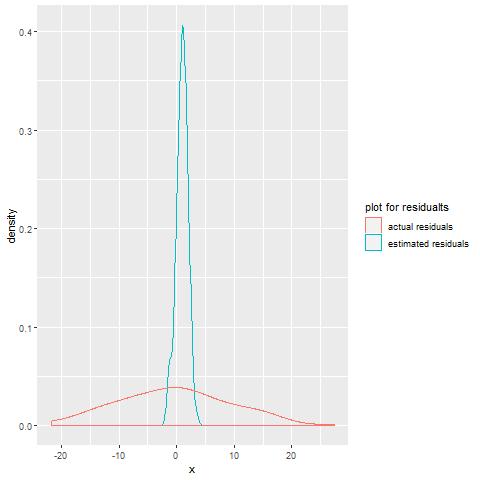 0.4
0.3
0.2
0.1
0.0
density
-20
-10
0
10
20
x
plot for residualts
actual residuals
estimated residuals